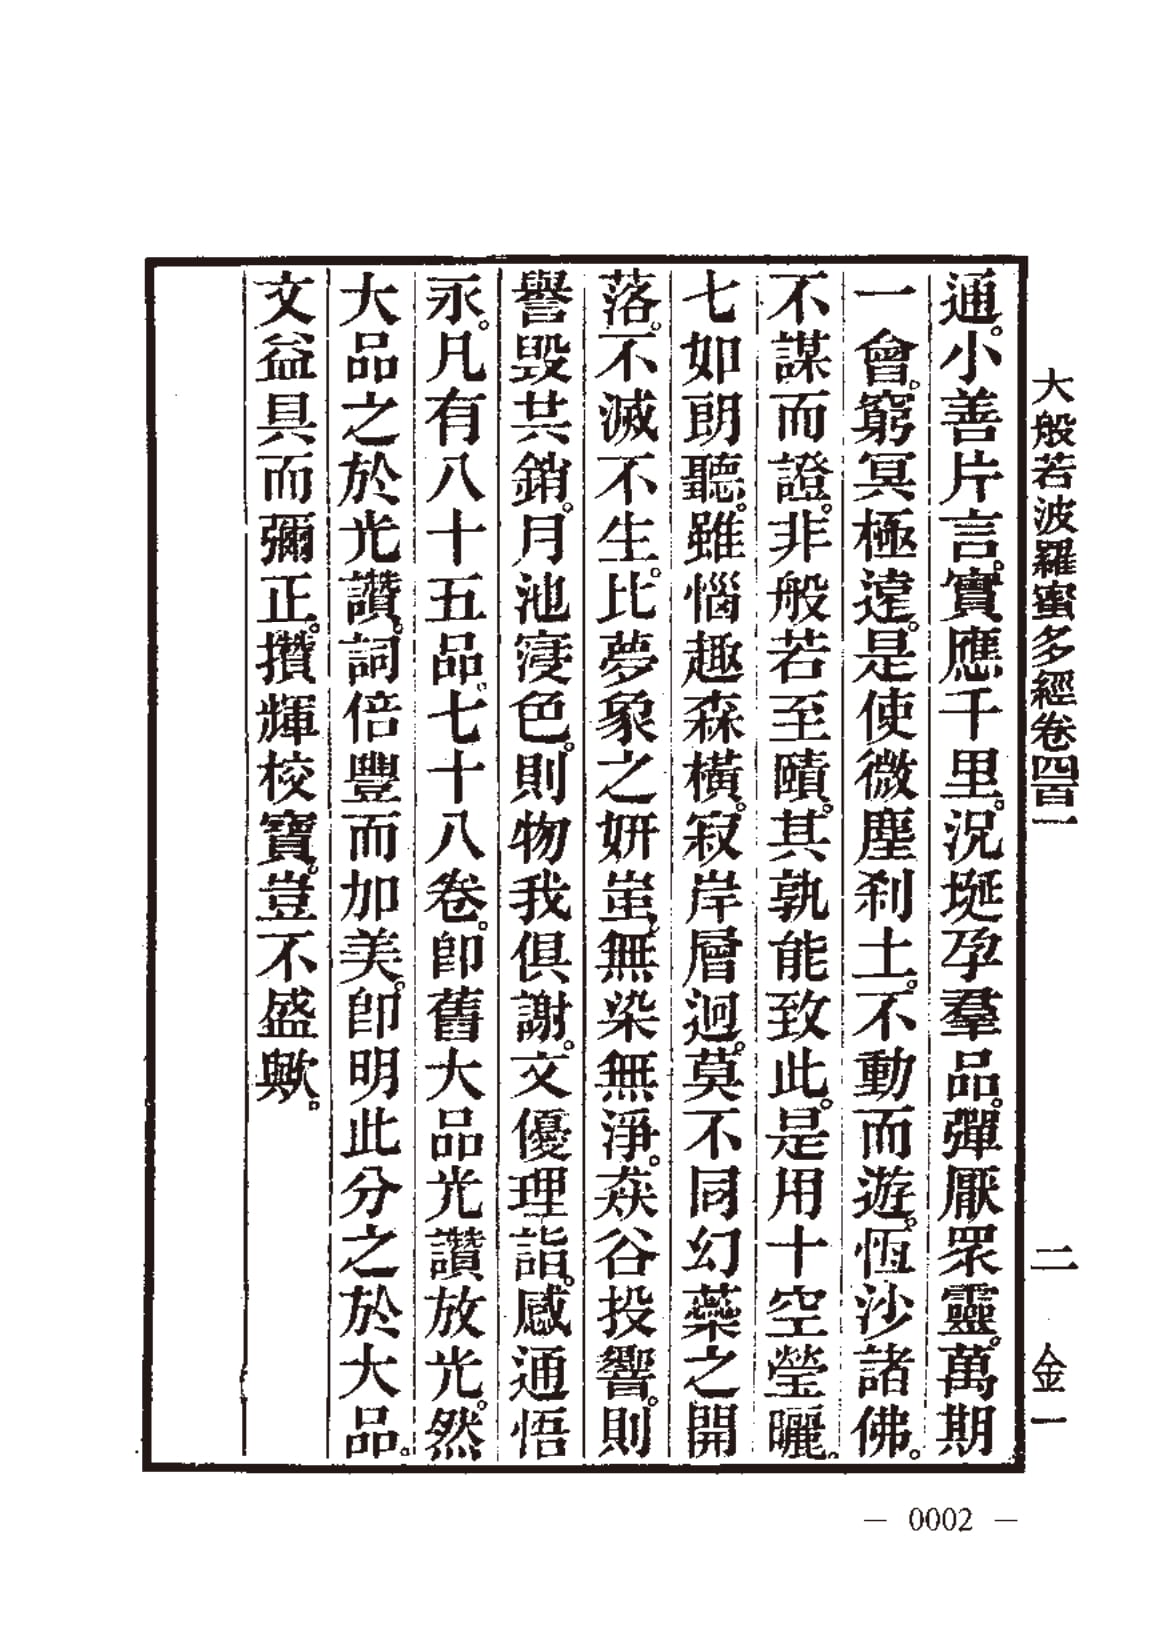 大般若波羅蜜多經卷四百一　二　金一
通。小善片言。實應千里。況埏孕羣品。彈厭眾靈。萬期
一會。窮冥極遠。是使微塵剎土。不動而遊。恆沙諸佛。
不謀而證。非般若至賾。其孰能致此。是用十空瑩曬。
七如朗聽。雖惱趣森橫。寂岸層迥。莫不同幻蘂之開
落。不滅不生。比夢象之妍蚩。無染無淨。焱谷投響。則
譽毀共銷。月池寖色。則物我俱謝。文優理詣。感通悟
永。凡有八十五品。七十八卷。卽舊大品光讚放光。然
大品之於光讚。詞倍豐而加美。卽明此分之於大品。
文益具而彌正。攢輝校寶。豈不盛歟。
— 0002 —